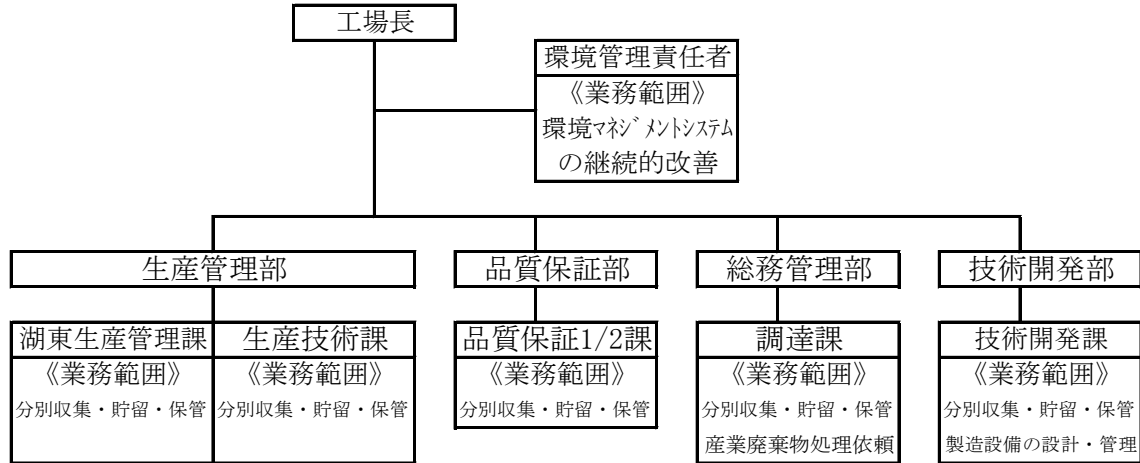 工場長
環境管理責任者
《業務範囲》
環境ﾏﾈｼﾞﾒﾝﾄｼｽﾃﾑ
の継続的改善
生産管理部
品質保証部
総務管理部
技術開発部
湖東生産管理課
《業務範囲》
分別収集・貯留・保管
生産技術課
《業務範囲》
分別収集・貯留・保管
品質保証1/2課
《業務範囲》
分別収集・貯留・保管
調達課
《業務範囲》
分別収集・貯留・保管
産業廃棄物処理依頼
技術開発課
《業務範囲》
分別収集・貯留・保管
製造設備の設計・管理